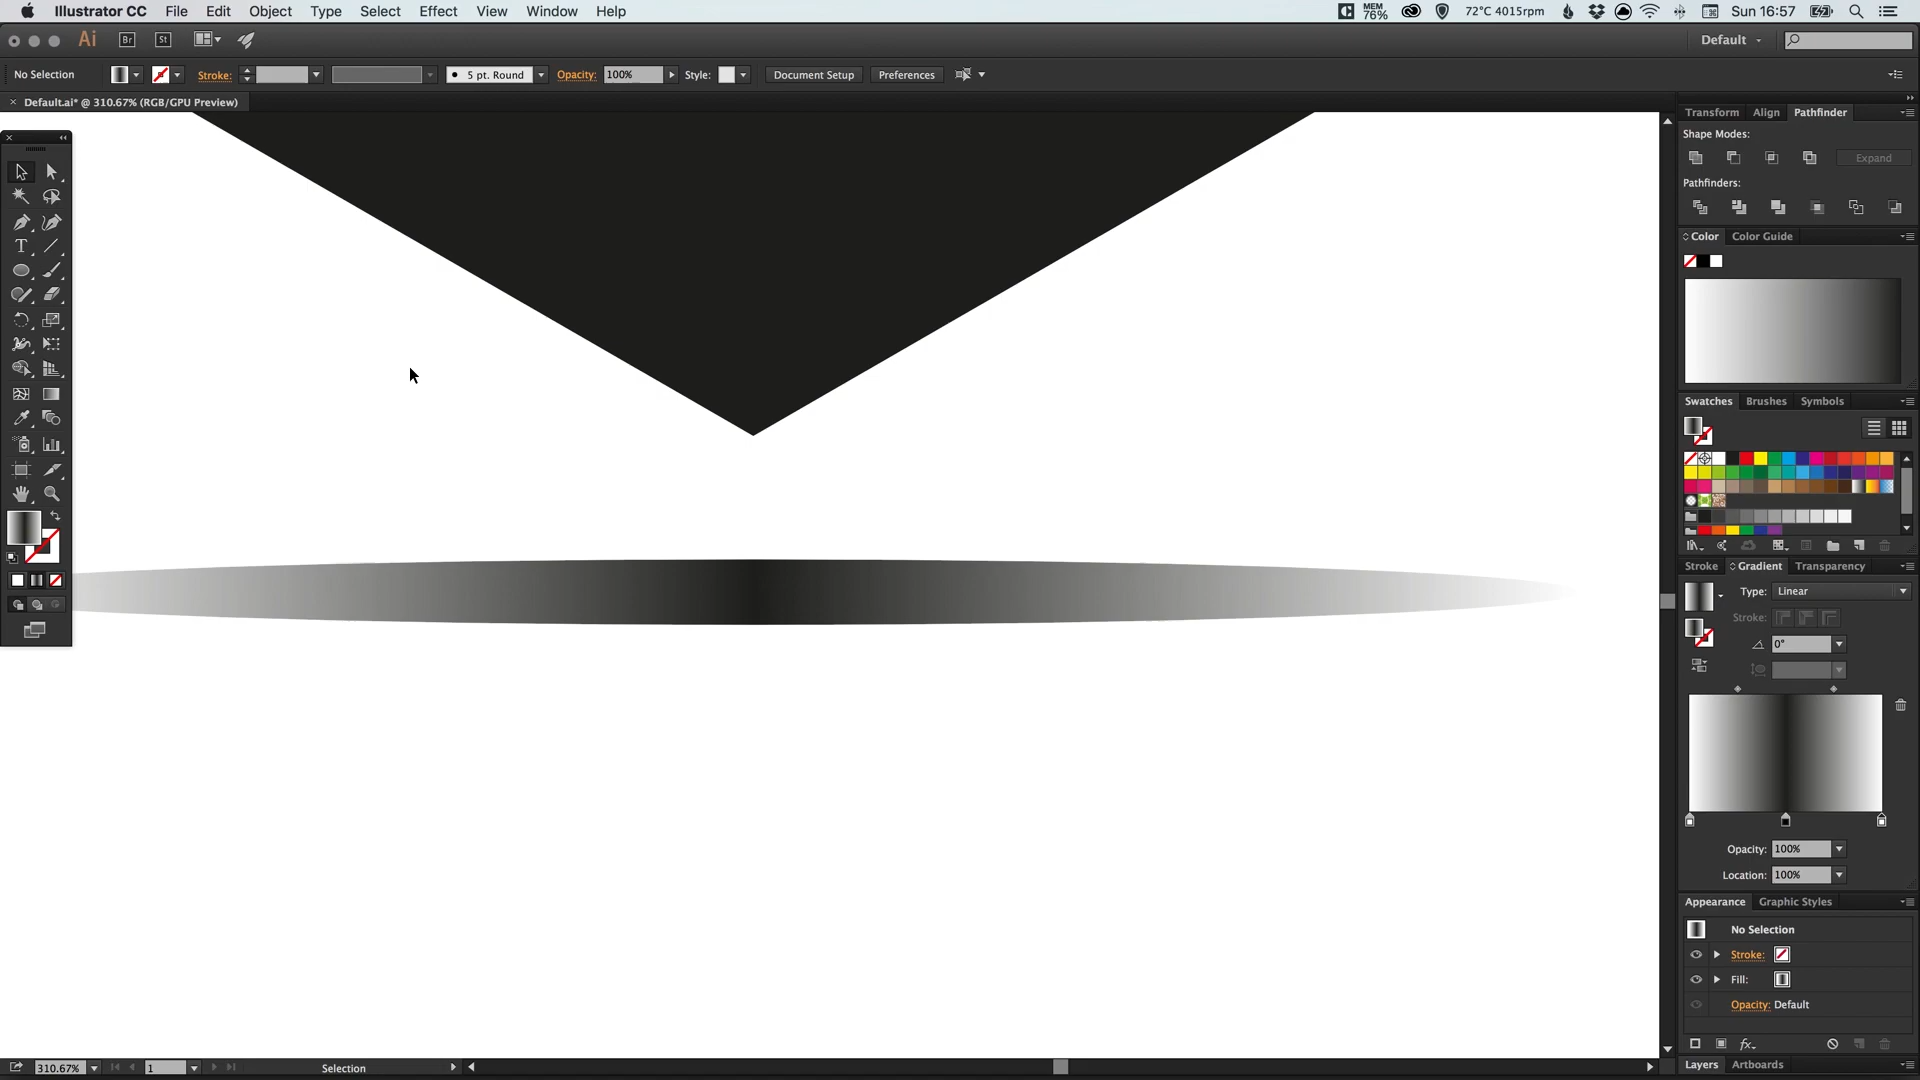 Illustrator CC File Edit Object Type Select Effect View Window Help MEM 76% 72°C 4015rpm Sun 16:57
Ai Br St Default
No Selection Stroke: 5 pt. Round Opacity: 100% Style: Document Setup Preferences
× Default.ai* @ 310.67% (RGB/GPU Preview)
Transform Align Pathfinder
Shape Modes:
Expand
Pathfinders:
Color Color Guide
Swatches Brushes Symbols
Stroke Gradient Transparency
Type: Linear
Stroke:
0°
Opacity: 100%
Location: 100%
Appearance Graphic Styles
No Selection
Stroke:
Fill:
Opacity: Default
fx
Layers Artboards
310.67% 1 Selection